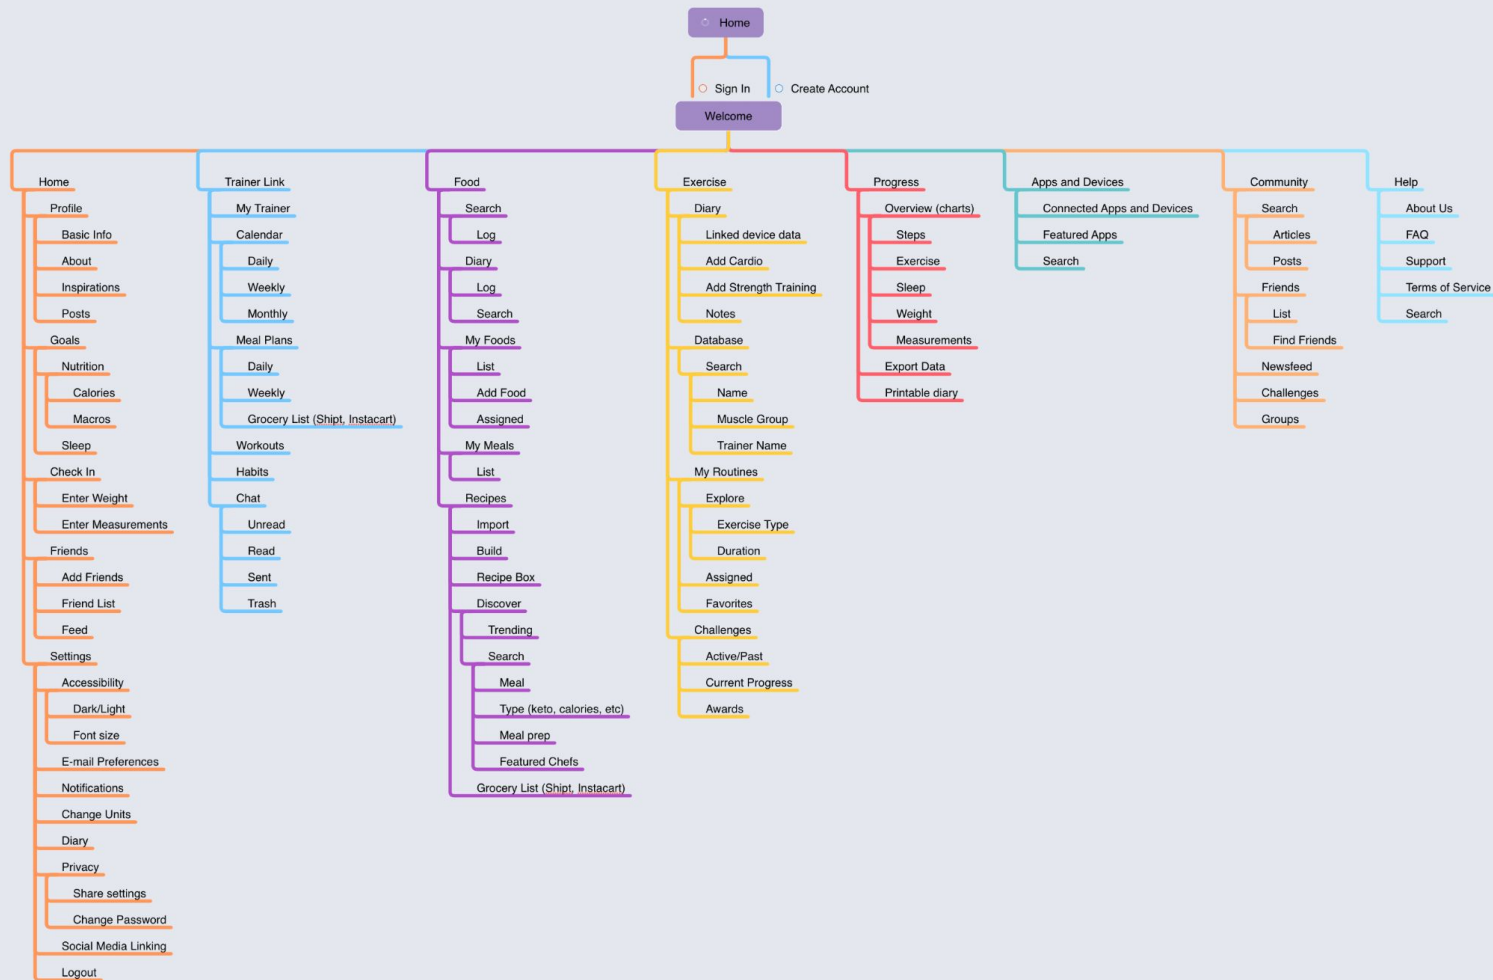 Home
Sign In
Create Account
Welcome
Home
Profile
Basic Info
About
Inspirations
Posts
Goals
Nutrition
Calories
Macros
Sleep
Check In
Enter Weight
Enter Measurements
Friends
Add Friends
Friend List
Feed
Settings
Accessibility
Dark/Light
Font size
E-mail Preferences
Notifications
Change Units
Diary
Privacy
Share settings
Change Password
Social Media Linking
Logout
Trainer Link
My Trainer
Calendar
Daily
Weekly
Monthly
Meal Plans
Daily
Weekly
Grocery List (Shipt, Instacart)
Workouts
Habits
Chat
Unread
Read
Sent
Trash
Food
Search
Log
Diary
Log
Search
My Foods
List
Add Food
Assigned
My Meals
List
Recipes
Import
Build
Recipe Box
Discover
Trending
Search
Meal
Type (keto, calories, etc)
Meal prep
Featured Chefs
Grocery List (Shipt, Instacart)
Exercise
Diary
Linked device data
Add Cardio
Add Strength Training
Notes
Database
Search
Name
Muscle Group
Trainer Name
My Routines
Explore
Exercise Type
Duration
Assigned
Favorites
Challenges
Active/Past
Current Progress
Awards
Progress
Overview (charts)
Steps
Exercise
Sleep
Weight
Measurements
Export Data
Printable diary
Apps and Devices
Connected Apps and Devices
Featured Apps
Search
Community
Search
Articles
Posts
Friends
List
Find Friends
Newsfeed
Challenges
Groups
Help
About Us
FAQ
Support
Terms of Service
Search